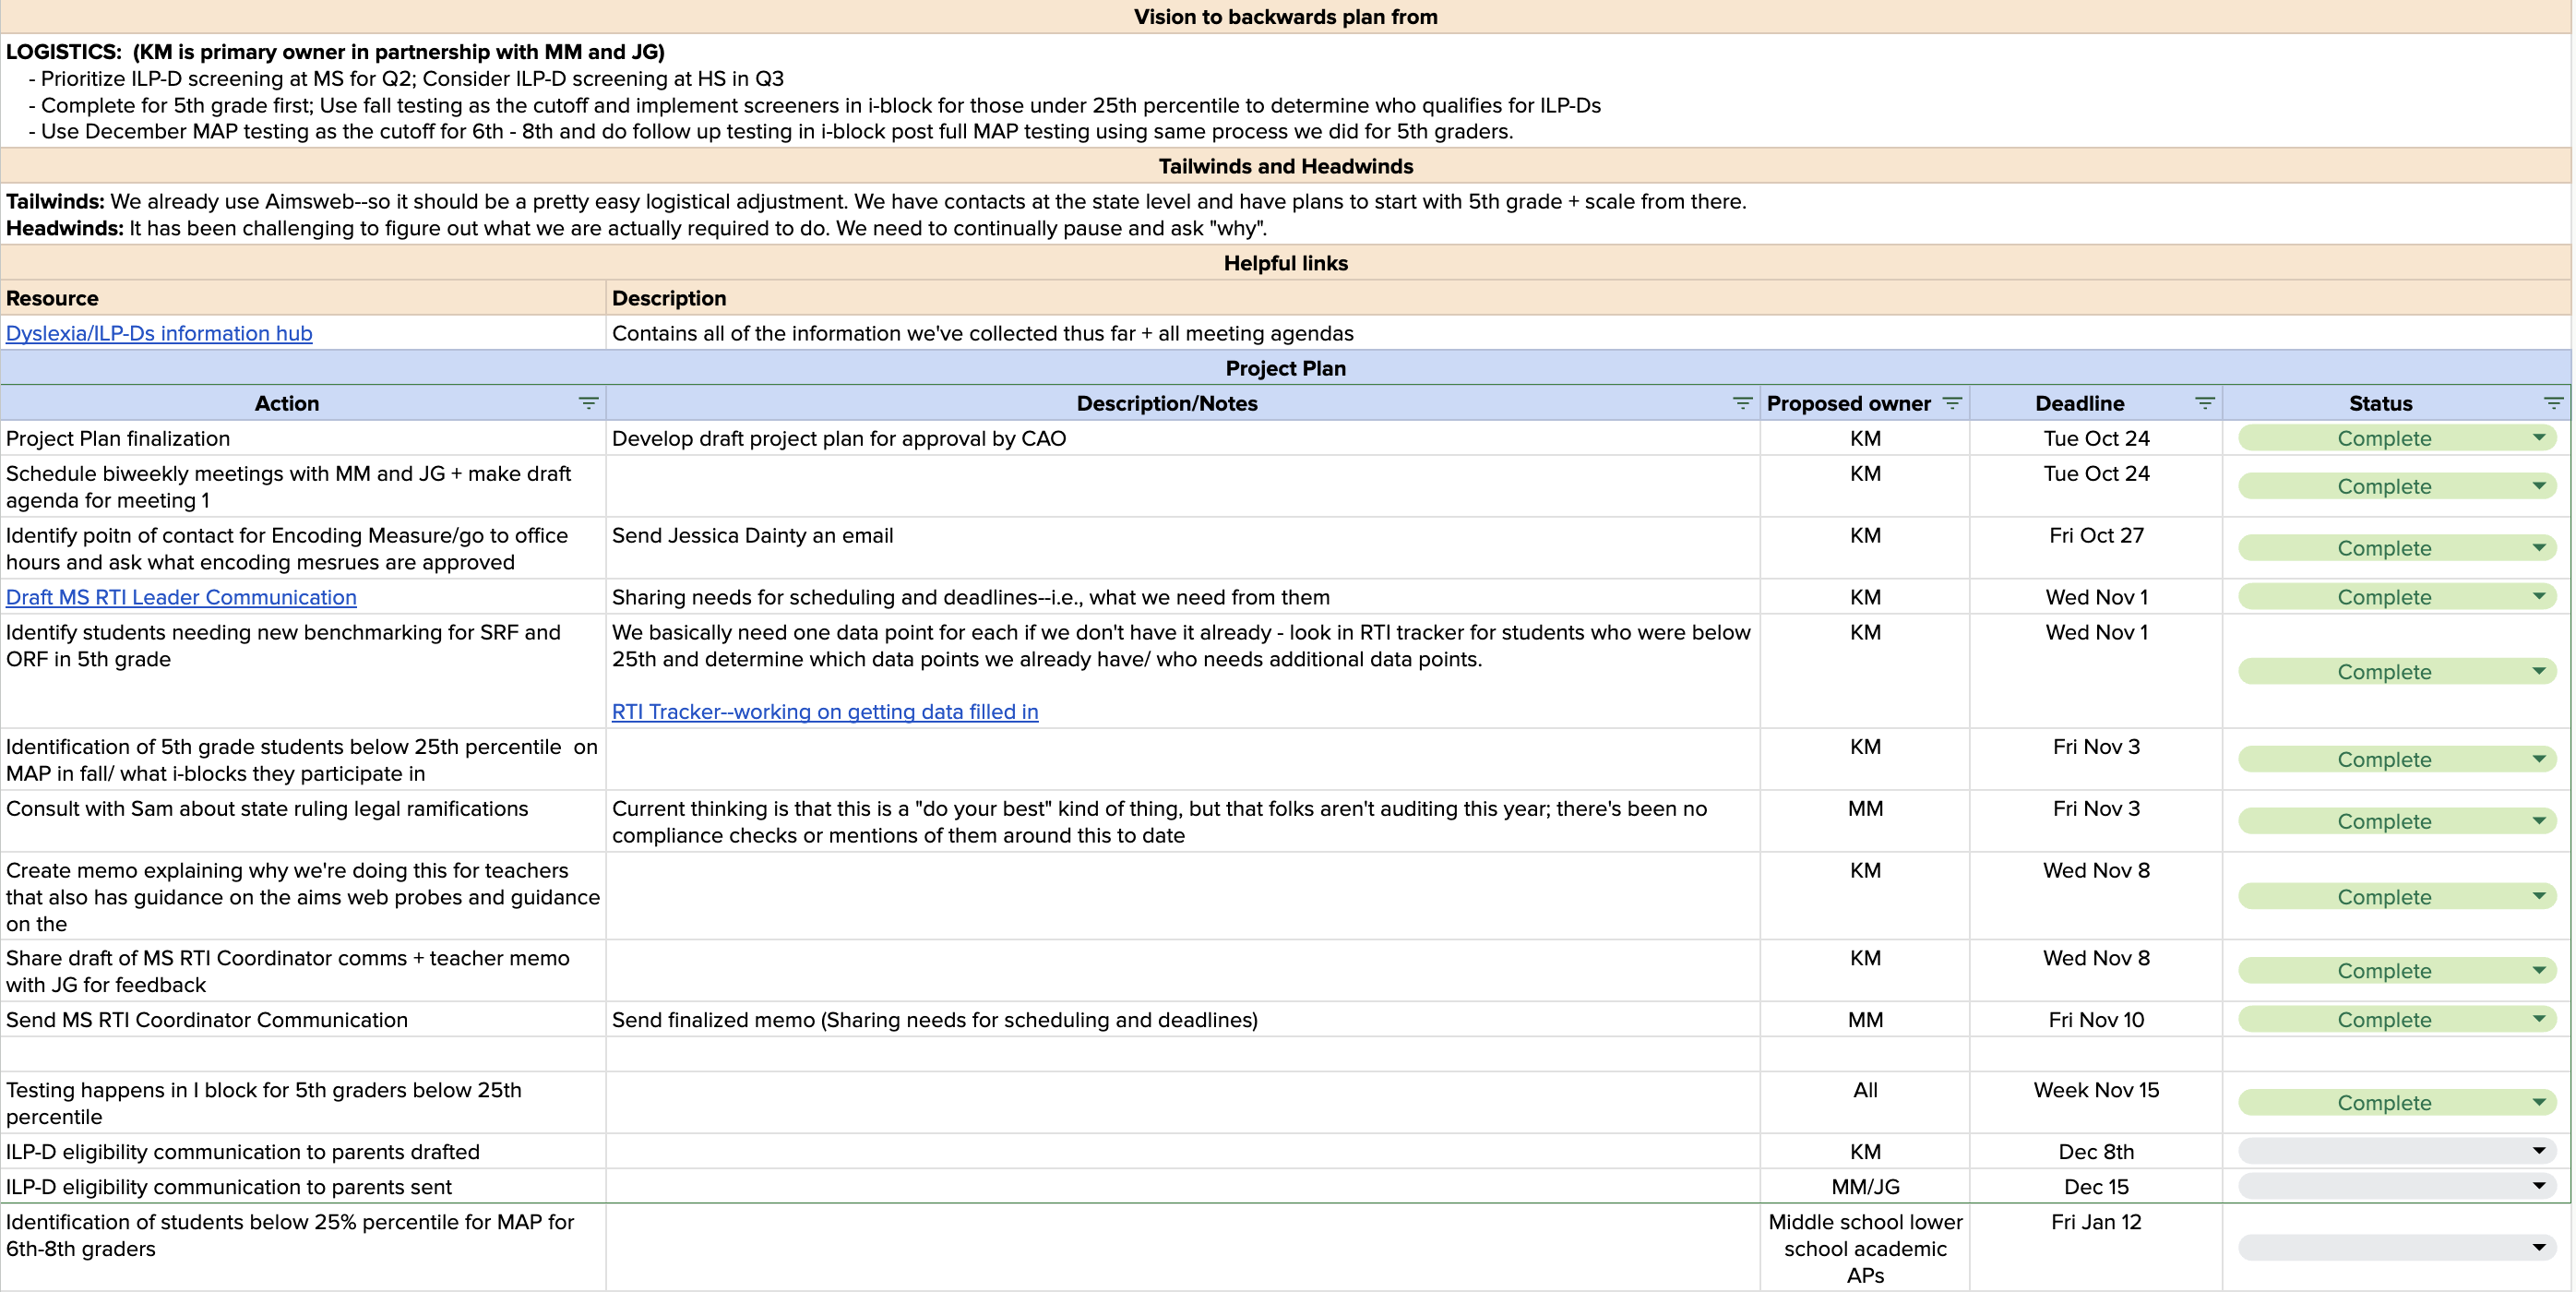 Vision to backwards plan from
LOGISTICS:  (KM is primary owner in partnership with MM and JG)
- Prioritize ILP-D screening at MS for Q2; Consider ILP-D screening at HS in Q3
- Complete for 5th grade first; Use fall testing as the cutoff and implement screeners in i-block for those under 25th percentile to determine who qualifies for ILP-Ds
- Use December MAP testing as the cutoff for 6th - 8th and do follow up testing in i-block post full MAP testing using same process we did for 5th graders.
Tailwinds and Headwinds
Tailwinds: We already use Aimsweb--so it should be a pretty easy logistical adjustment. We have contacts at the state level and have plans to start with 5th grade + scale from there.
Headwinds: It has been challenging to figure out what we are actually required to do. We need to continually pause and ask "why".
Helpful links
Resource Description
Dyslexia/ILP-Ds information hub Contains all of the information we've collected thus far + all meeting agendas
Project Plan
Action Description/Notes Proposed owner Deadline Status
Project Plan finalization Develop draft project plan for approval by CAO KM Tue Oct 24 Complete
Schedule biweekly meetings with MM and JG + make draft
agenda for meeting 1
KM Tue Oct 24 Complete
Identify poitn of contact for Encoding Measure/go to office
hours and ask what encoding mesrues are approved
Send Jessica Dainty an email KM Fri Oct 27 Complete
Draft MS RTI Leader Communication Sharing needs for scheduling and deadlines--i.e., what we need from them KM Wed Nov 1 Complete
Identify students needing new benchmarking for SRF and
ORF in 5th grade
We basically need one data point for each if we don't have it already - look in RTI tracker for students who were below
25th and determine which data points we already have/ who needs additional data points.
RTI Tracker--working on getting data filled in
KM Wed Nov 1 Complete
Identification of 5th grade students below 25th percentile  on
MAP in fall/ what i-blocks they participate in
KM Fri Nov 3 Complete
Consult with Sam about state ruling legal ramifications
Current thinking is that this is a "do your best" kind of thing, but that folks aren't auditing this year; there's been no
compliance checks or mentions of them around this to date
MM Fri Nov 3 Complete
Create memo explaining why we're doing this for teachers
that also has guidance on the aims web probes and guidance
on the
KM Wed Nov 8 Complete
Share draft of MS RTI Coordinator comms + teacher memo
with JG for feedback
KM Wed Nov 8 Complete
Send MS RTI Coordinator Communication Send finalized memo (Sharing needs for scheduling and deadlines) MM Fri Nov 10 Complete
Testing happens in I block for 5th graders below 25th
percentile
All Week Nov 15 Complete
ILP-D eligibility communication to parents drafted KM Dec 8th
ILP-D eligibility communication to parents sent MM/JG Dec 15
Identification of students below 25% percentile for MAP for
6th-8th graders
Middle school lower
school academic
APs
Fri Jan 12